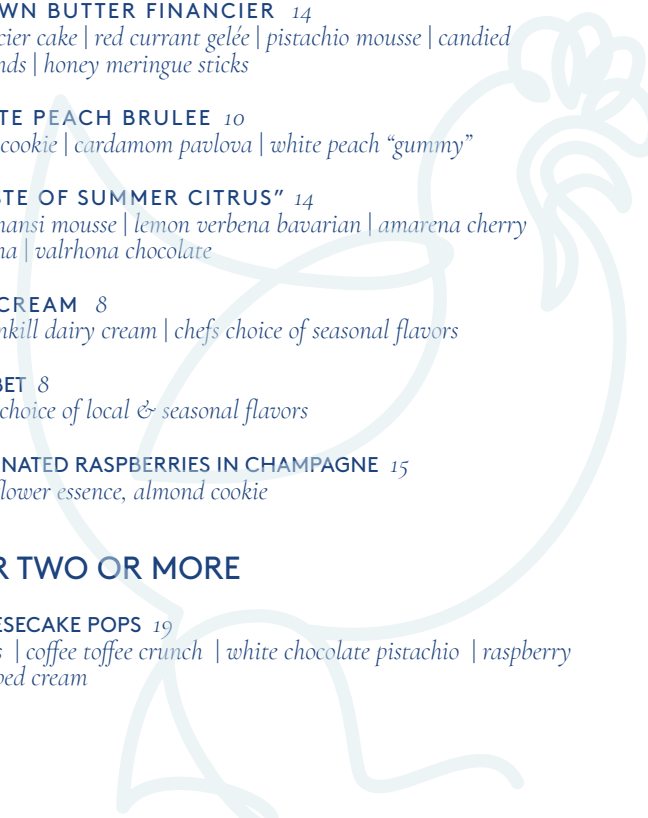 WN BUTTER FINANCIER 14
cier cake | red currant gelée | pistachio mousse | candied
nds | honey meringue sticks
TE PEACH BRULEE 10
cookie | cardamom pavlova | white peach “gummy”
STE OF SUMMER CITRUS” 14
mansi mousse | lemon verbena bavarian | amarena cherry
na | valrhona chocolate
CREAM 8
nkill dairy cream | chefs choice of seasonal flavors
BET 8
choice of local & seasonal flavors
NATED RASPBERRIES IN CHAMPAGNE 15
flower essence, almond cookie
R TWO OR MORE
ESECAKE POPS 19
s | coffee toffee crunch | white chocolate pistachio | raspberry
ped cream